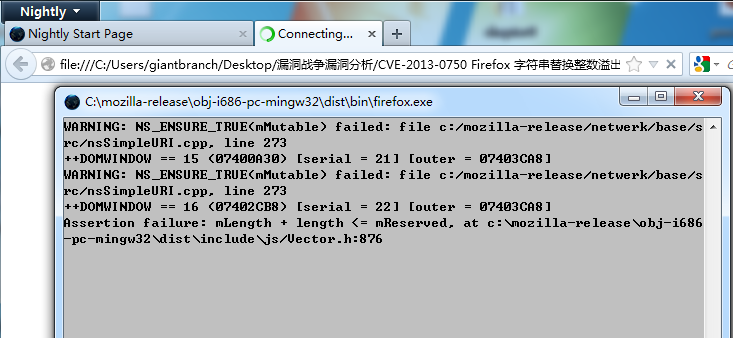 Nightly
Nightly Start Page
Connecting...
file:///C:/Users/giantbranch/Desktop/漏洞战争漏洞分析/CVE-2013-0750 Firefox 字符串替换整数溢出
C:\mozilla-release\obj-i686-pc-mingw32\dist\bin\firefox.exe
WARNING: NS_ENSURE_TRUE(mMutable) failed: file c:/mozilla-release/netwerk/base/s
rc/nsSimpleURI.cpp, line 273
++DOMWINDOW == 15 (07400A30) [serial = 21] [outer = 07403CA8]
WARNING: NS_ENSURE_TRUE(mMutable) failed: file c:/mozilla-release/netwerk/base/s
rc/nsSimpleURI.cpp, line 273
++DOMWINDOW == 16 (07402CB8) [serial = 22] [outer = 07403CA8]
Assertion failure: mLength + length <= mReserved, at c:\mozilla-release\obj-i686
-pc-mingw32\dist\include\js/Vector.h:876